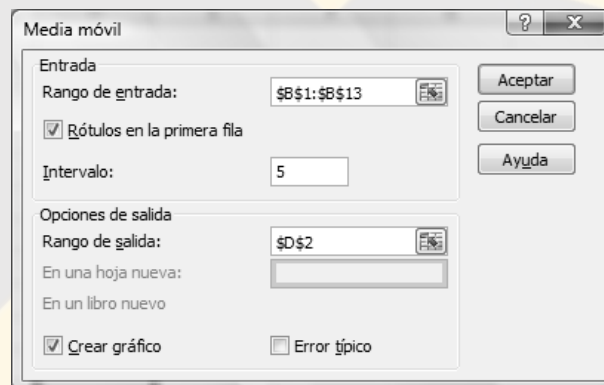 Media móvil
Entrada
Rango de entrada: $B$1:$B$13
Rótulos en la primera fila
Intervalo: 5
Opciones de salida
Rango de salida: $D$2
En una hoja nueva:
En un libro nuevo
Crear gráfico Error típico
Aceptar
Cancelar
Ayuda